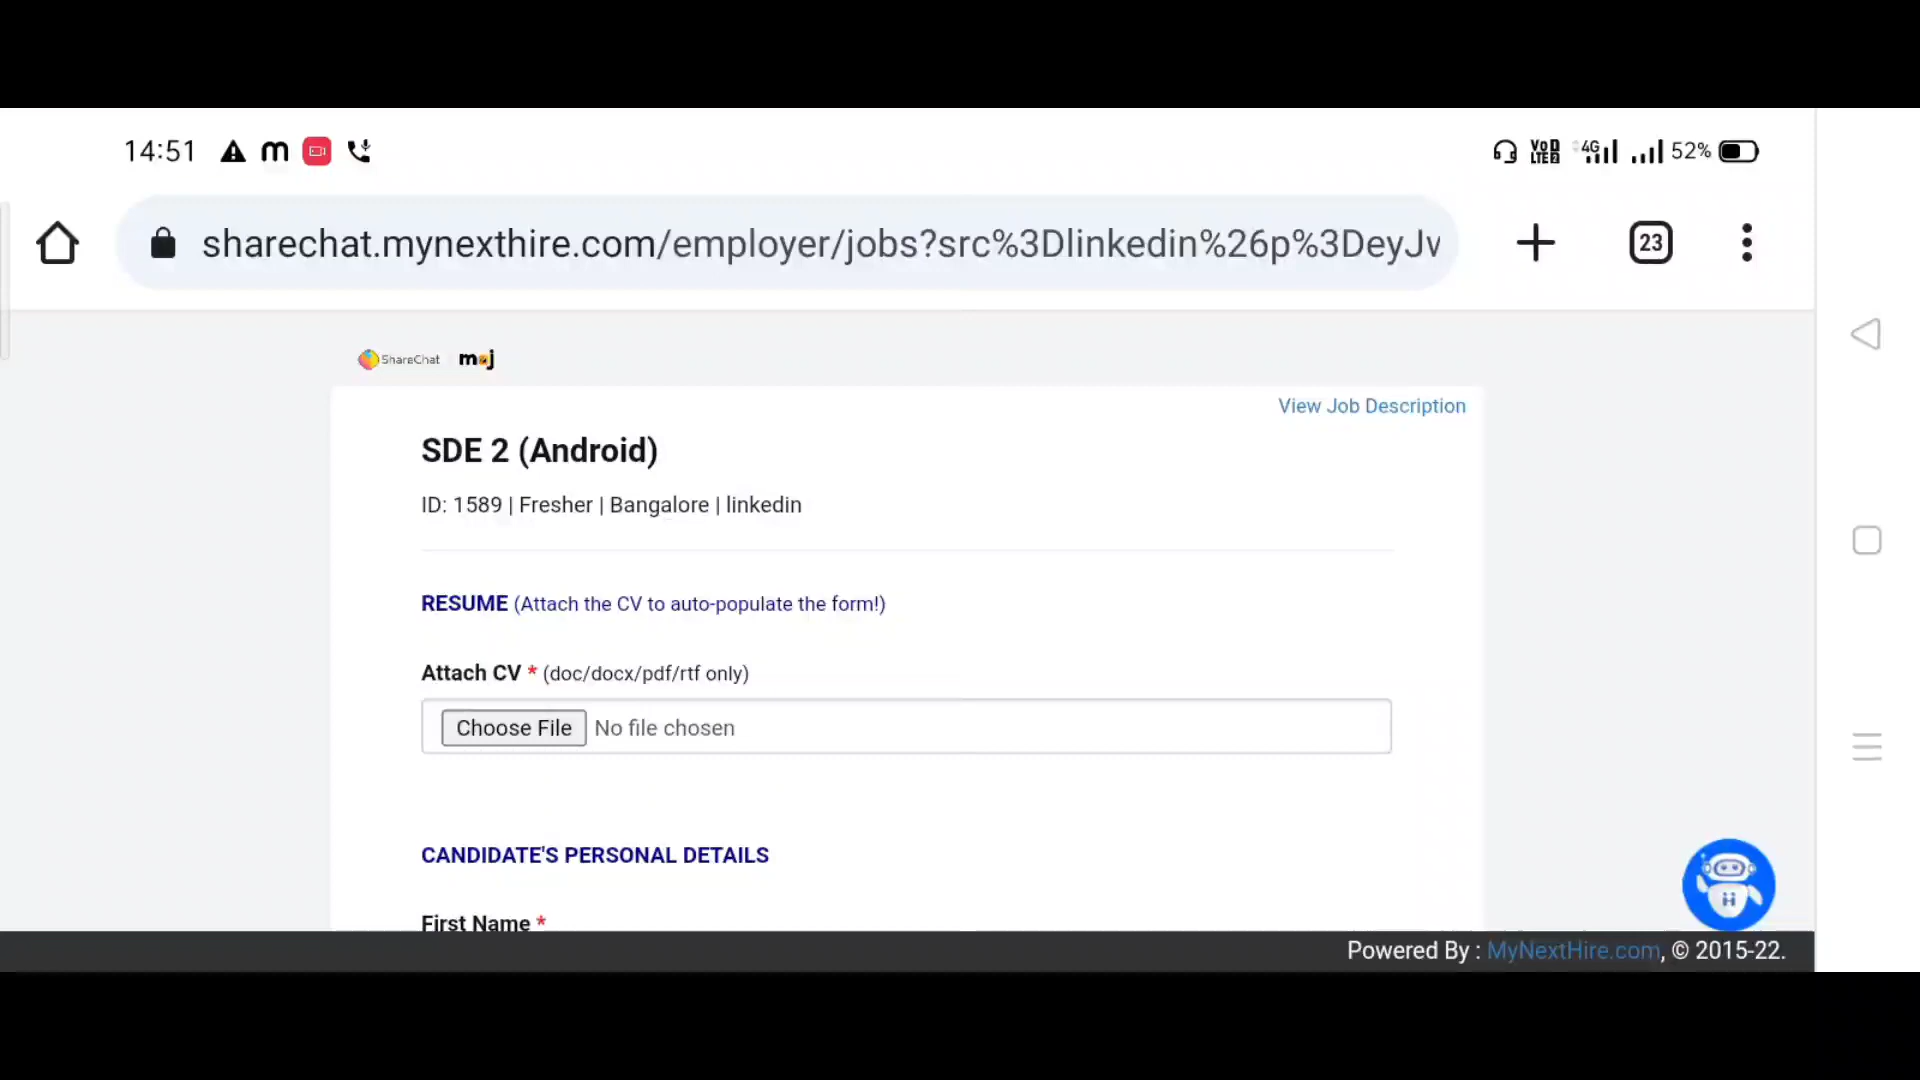 14:51 m VoD LTE2 4G 52%
sharechat.mynexthire.com/employer/jobs?src%3Dlinkedin%26p%3DeyJv
23
ShareChat moj
View Job Description
SDE 2 (Android)
ID: 1589 | Fresher | Bangalore | linkedin
RESUME (Attach the CV to auto-populate the form!)
Attach CV * (doc/docx/pdf/rtf only)
Choose File No file chosen
CANDIDATE'S PERSONAL DETAILS
First Name *
Powered By : MyNextHire.com, © 2015-22.